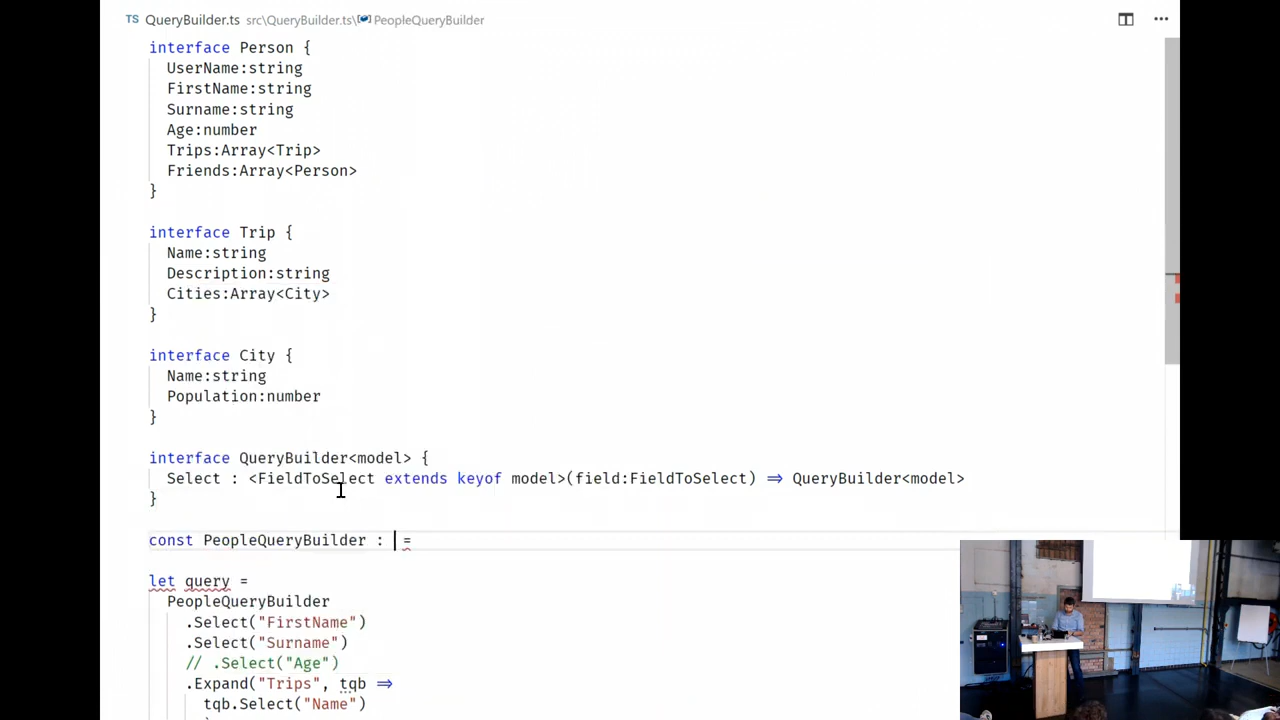 TS QueryBuilder.ts src\QueryBuilder.ts\PeopleQueryBuilder
interface Person {
UserName:string
FirstName:string
Surname:string
Age:number
Trips:Array<Trip>
Friends:Array<Person>
}
interface Trip {
Name:string
Description:string
Cities:Array<City>
}
interface City {
Name:string
Population:number
}
interface QueryBuilder<model> {
Select : <FieldToSelect extends keyof model>(field:FieldToSelect) ⇒ QueryBuilder<model>
}
const PeopleQueryBuilder : =
let query =
PeopleQueryBuilder
.Select("FirstName")
.Select("Surname")
// .Select("Age")
.Expand("Trips", tqb ⇒
tqb.Select("Name")